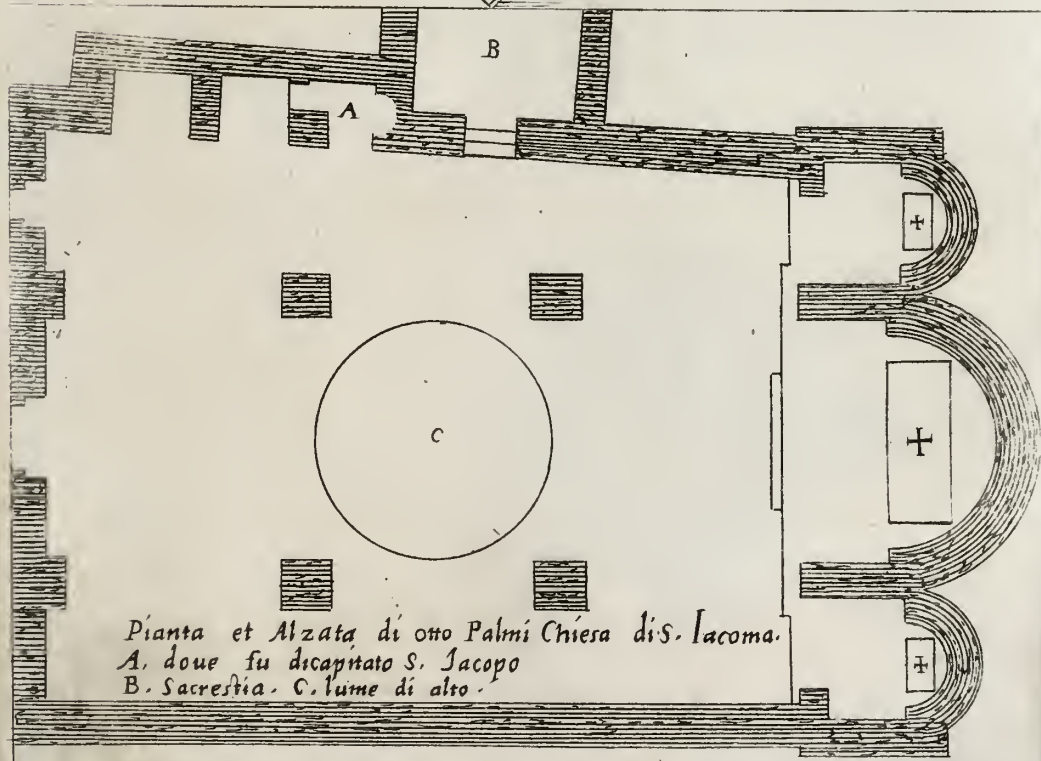 B
A
C
Pianta et Alzata di otto Palmi Chiesa di S. Iacoma.
A. doue fu dicapitato S. Jacopo
B. Sacrestia. C. lume di alto.